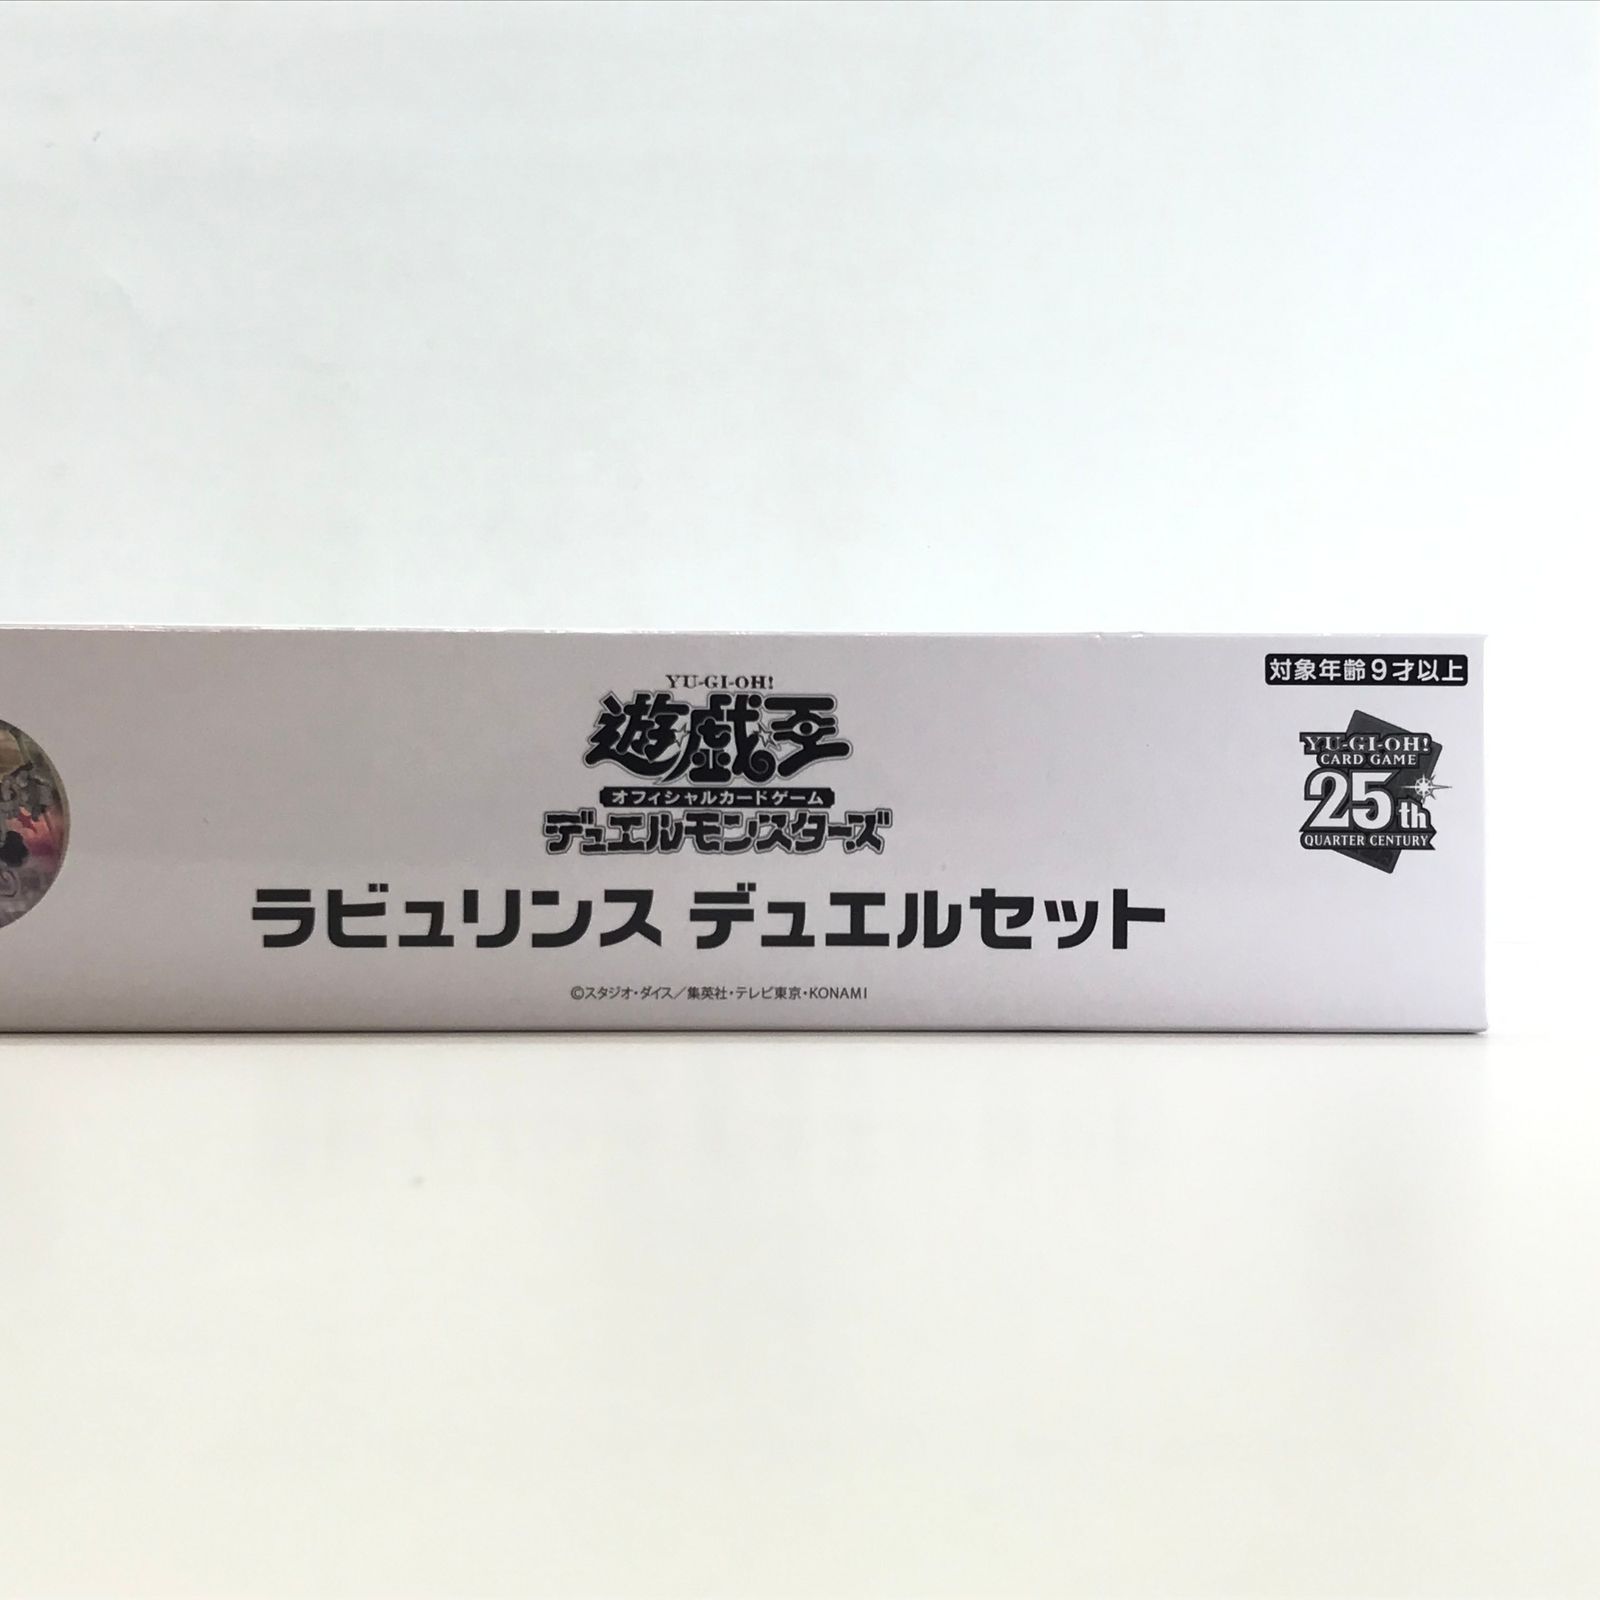 対象年齢9才以上
YU-GI-OH!
遊戯王
オフィシャルカードゲーム
デュエルモンスターズ
YU-GI-OH!
CARD GAME
25th
QUARTER CENTURY
ラビュリンス デュエルセット
©スタジオ・ダイス／集英社・テレビ東京・KONAMI